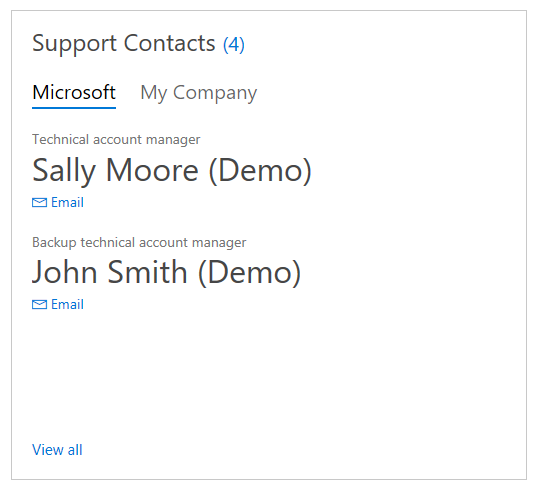 Support Contacts (4)
Microsoft My Company
Technical account manager
Sally Moore (Demo)
Email
Backup technical account manager
John Smith (Demo)
Email
View all